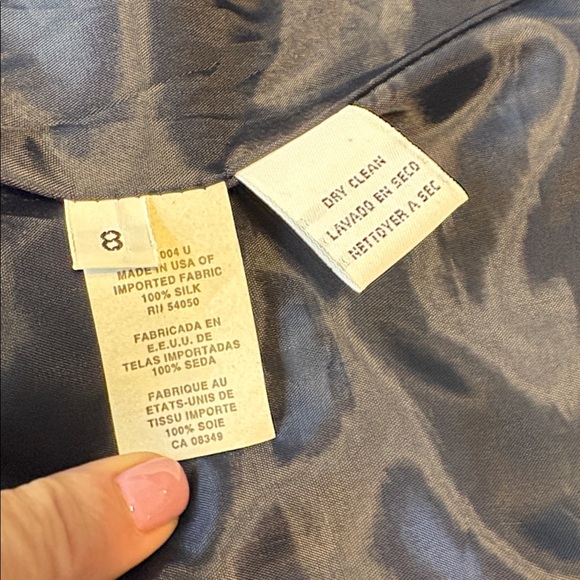 8
004 U
MADE IN USA OF
IMPORTED FABRIC
100% SILK
RN 54050
FABRICADA EN
E.E.U.U. DE
TELAS IMPORTADAS
100% SEDA
FABRIQUE AU
ETATS-UNIS DE
TISSU IMPORTE
100% SOIE
CA 08349
DRY CLEAN
LAVADO EN SECO
NETTOYER A SEC